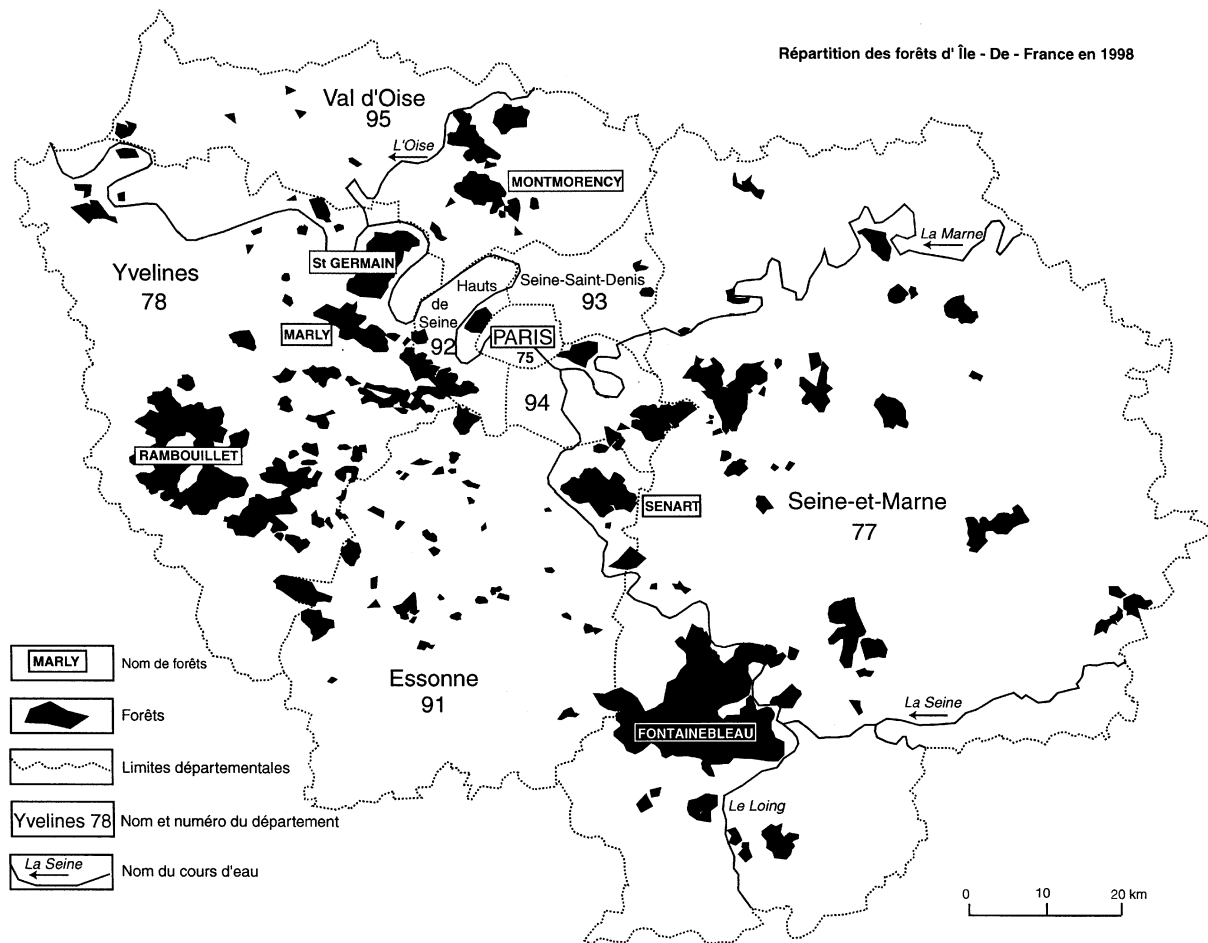 Répartition des forêts d' Île - De - France en 1998
Val d'Oise
95
L'Oise
MONTMORENCY
La Marne
St GERMAIN
Yvelines
78
Hauts
de
Seine
92
Seine-Saint-Denis
93
MARLY
PARIS
75
94
RAMBOUILLET
SENART
Seine-et-Marne
77
Essonne
91
La Seine
FONTAINEBLEAU
Le Loing
MARLY
Nom de forêts
Forêts
Limites départementales
Yvelines 78
Nom et numéro du département
La Seine
Nom du cours d'eau
0 10 20 km